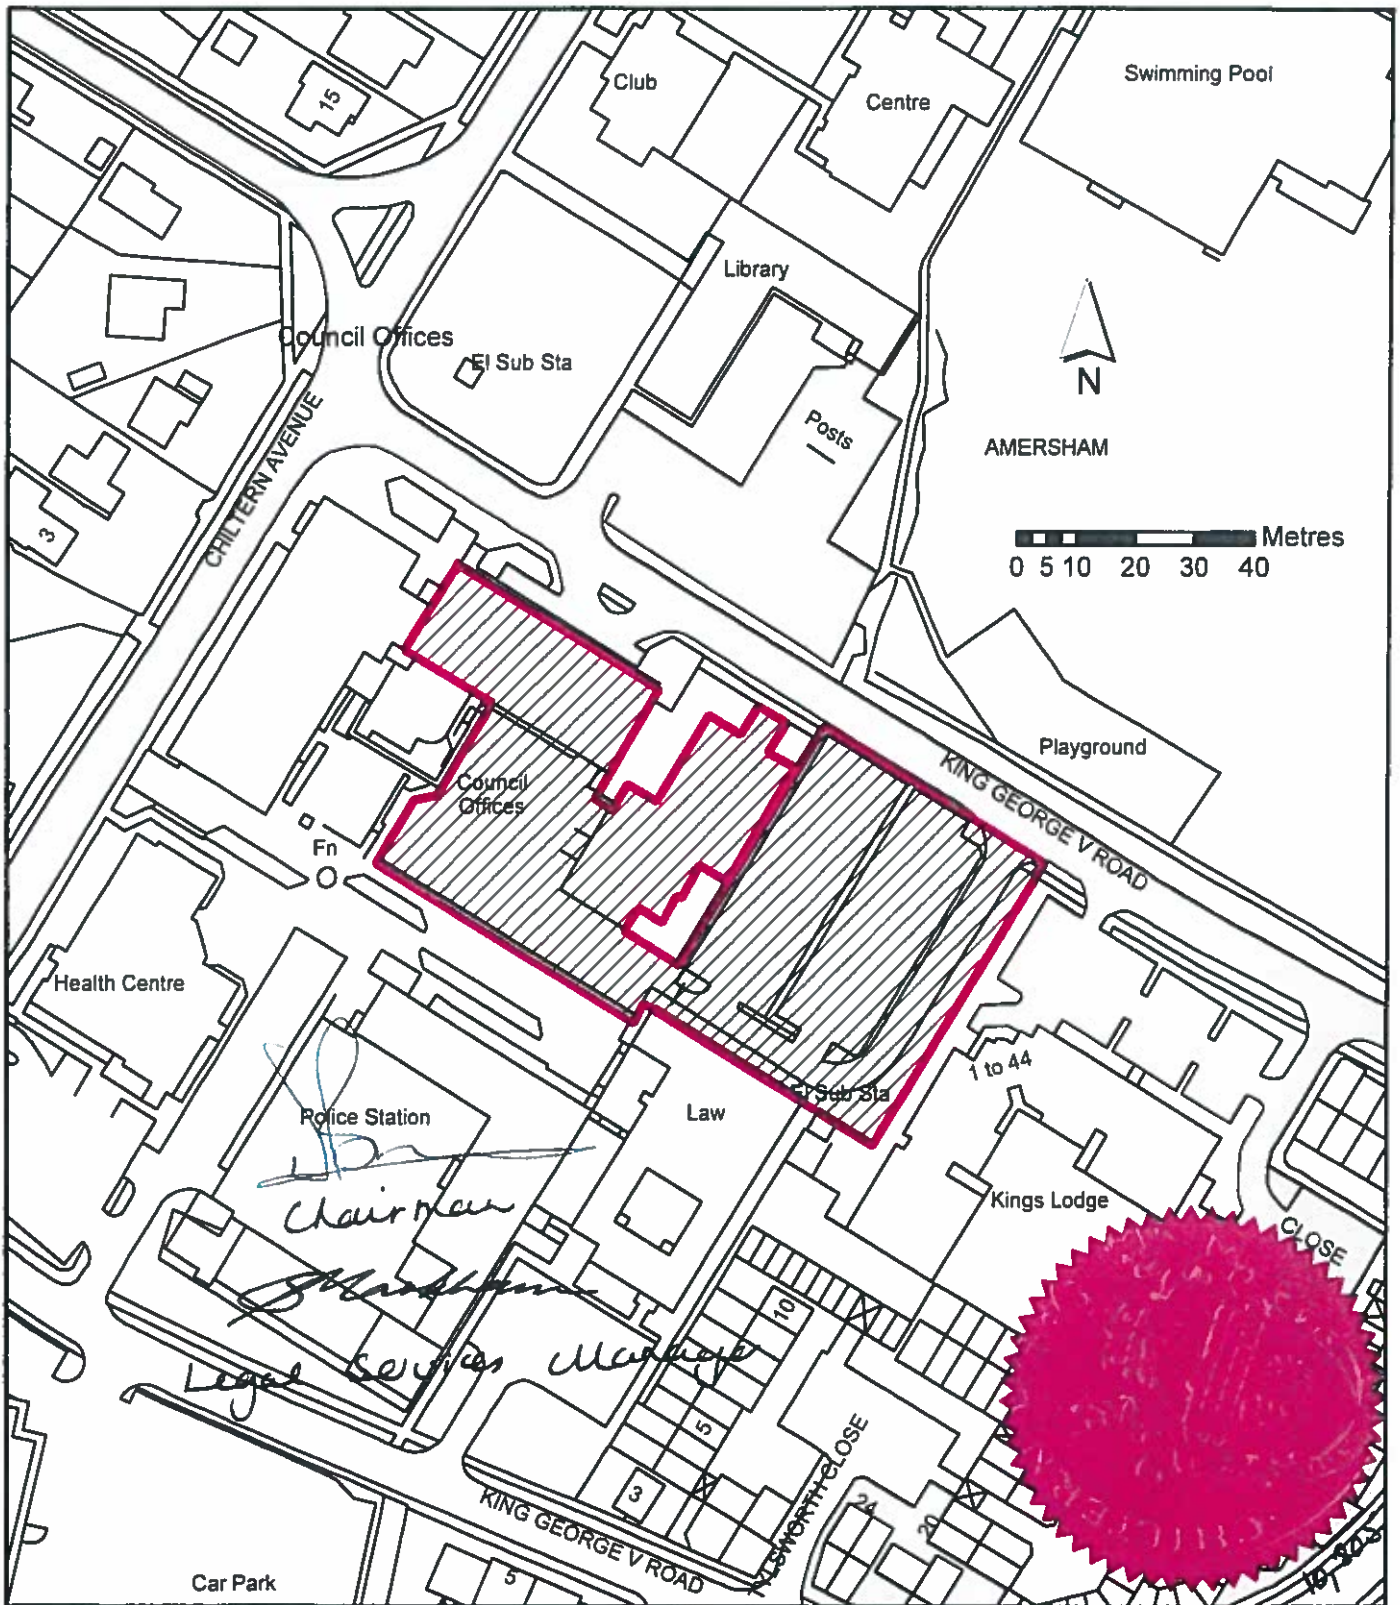 Club
Centre
Swimming Pool
15
Library
Council Offices
El Sub Sta
N
Posts
AMERSHAM
CHILTERN AVENUE
3
Metres
0 5 10 20 30 40
Playground
KING GEORGE V ROAD
Council
Offices
Fn
Health Centre
1 to 44
El Sub Sta
Police Station
Law
Chairman
Kings Lodge
CLOSE
Legal Services Manager
10
5
3
KING GEORGE V ROAD
TYLSWORTH CLOSE
24
20
Car Park
5